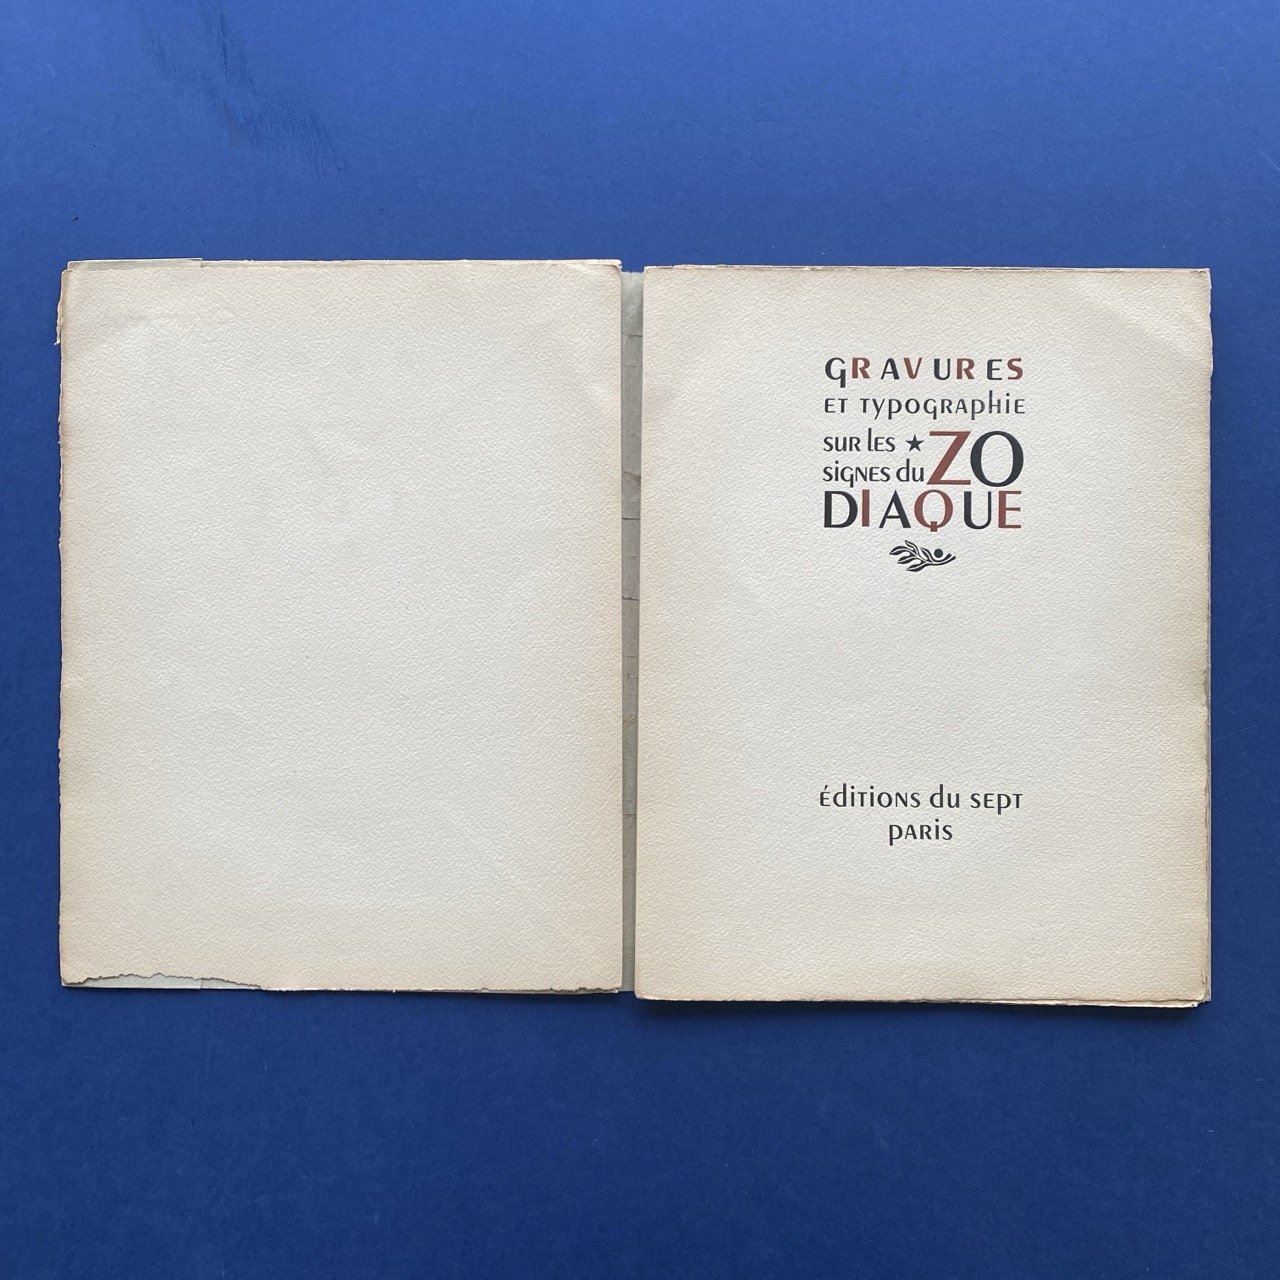 GRAVURES
ET TYPOGRAPHIE
SUR LES ★ ZO
SIGNES DU
DIAQUE
ÉDITIONS DU SEPT
PARIS